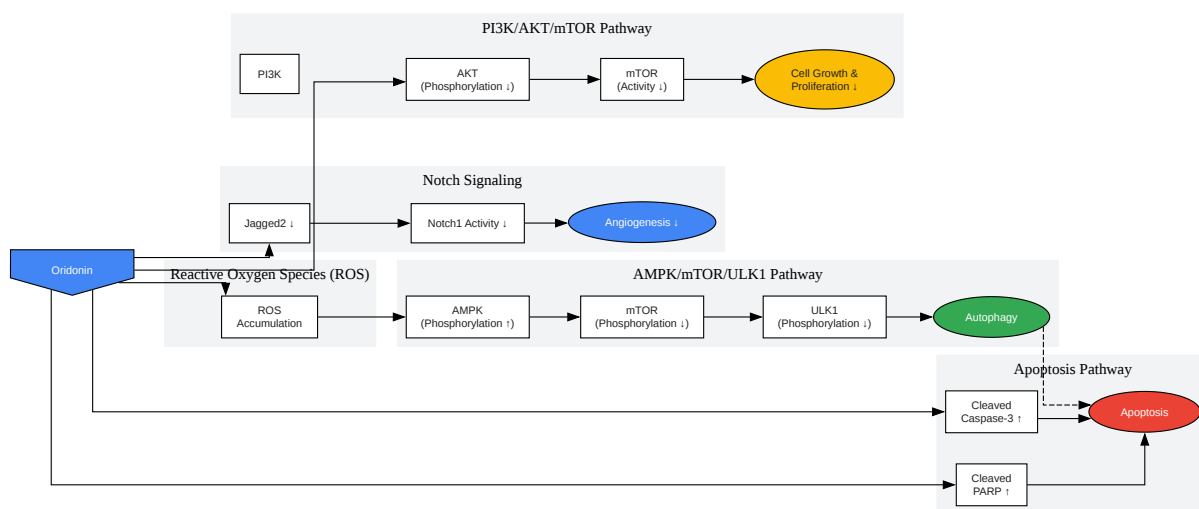 PI3K/AKT/mTOR Pathway
PI3K
AKT
(Phosphorylation ↓)
mTOR
(Activity ↓)
Cell Growth &
Proliferation ↓
Notch Signaling
Jagged2 ↓
Notch1 Activity ↓
Angiogenesis ↓
Oridonin
Reactive Oxygen Species (ROS)
ROS
Accumulation
AMPK/mTOR/ULK1 Pathway
AMPK
(Phosphorylation ↑)
mTOR
(Phosphorylation ↓)
ULK1
(Phosphorylation ↓)
Autophagy
Apoptosis Pathway
Cleaved
Caspase-3 ↑
Apoptosis
Cleaved
PARP ↑